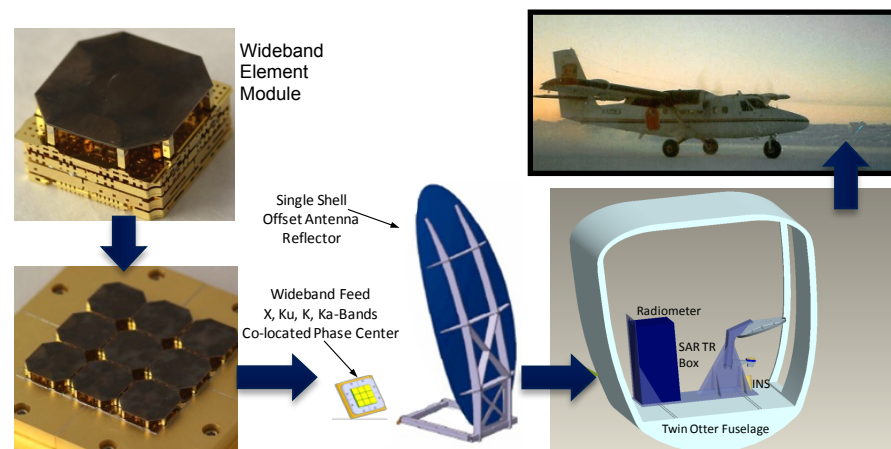 Wideband
Element
Module
Single Shell
Offset Antenna
Reflector
Wideband Feed
X, Ku, K, Ka-Bands
Co-located Phase Center
Radiometer
SAR TR
Box
INS
Twin Otter Fuselage